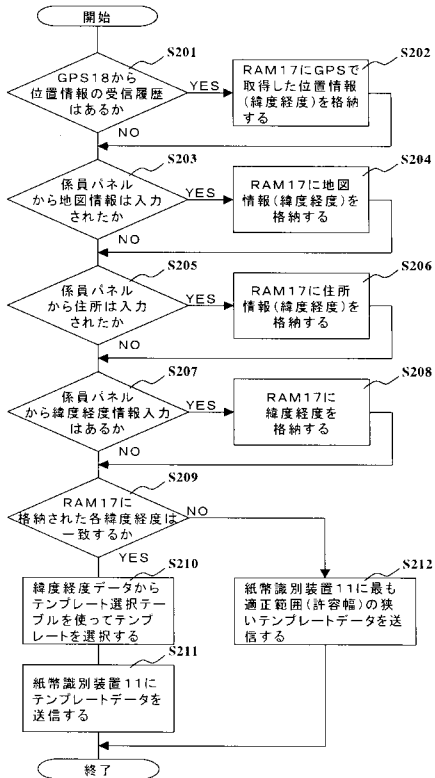 開始
S201
GPS18から
位置情報の受信履歴
はあるか
YES
NO
S202
RAM17にGPSで
取得した位置情報
(緯度経度)を格納
する
S203
係員パネル
から地図情報は入力
されたか
YES
NO
S204
RAM17に地図
情報(緯度経度)を
格納する
S205
係員パネル
から住所は入力
されたか
YES
NO
S206
RAM17に住所
情報(緯度経度)を
格納する
S207
係員パネル
から緯度経度情報入力
はあるか
YES
NO
S208
RAM17に
緯度経度を
格納する
S209
RAM17に
格納された各緯度経度は
一致するか
NO
YES
S210
緯度経度データから
テンプレート選択テー
ブルを使ってテンプ
レートを選択する
S212
紙幣識別装置11に最も
適正範囲(許容幅)の狭
いテンプレートデータを送
信する
S211
紙幣識別装置11に
テンプレートデータを
送信する
終了